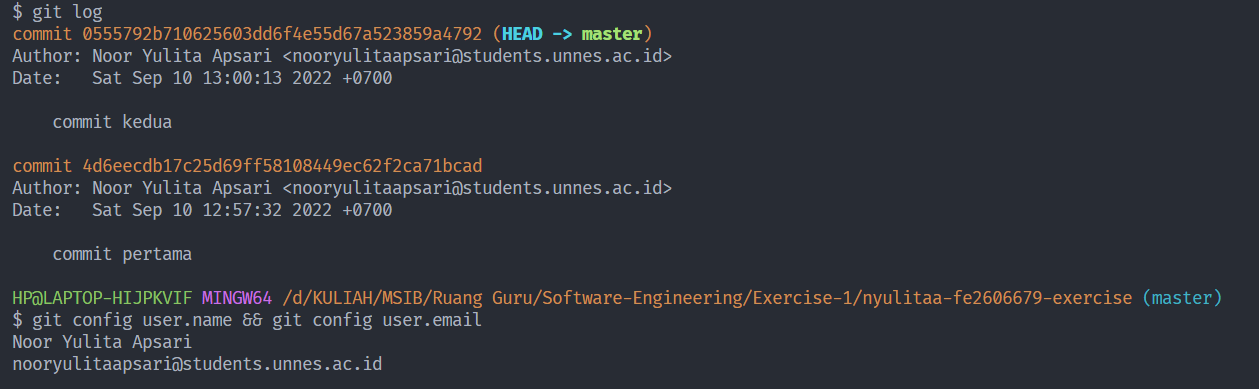 $ git log
commit 0555792b710625603dd6f4e55d67a523859a4792 (HEAD -> master)
Author: Noor Yulita Apsari <nooryulitaapsari@students.unnes.ac.id>
Date:   Sat Sep 10 13:00:13 2022 +0700
commit kedua
commit 4d6eecdb17c25d69ff58108449ec62f2ca71bcad
Author: Noor Yulita Apsari <nooryulitaapsari@students.unnes.ac.id>
Date:   Sat Sep 10 12:57:32 2022 +0700
commit pertama
HP@LAPTOP-HIJPKVIF MINGW64 /d/KULIAH/MSIB/Ruang Guru/Software-Engineering/Exercise-1/nyulitaa-fe2606679-exercise (master)
$ git config user.name && git config user.email
Noor Yulita Apsari
nooryulitaapsari@students.unnes.ac.id